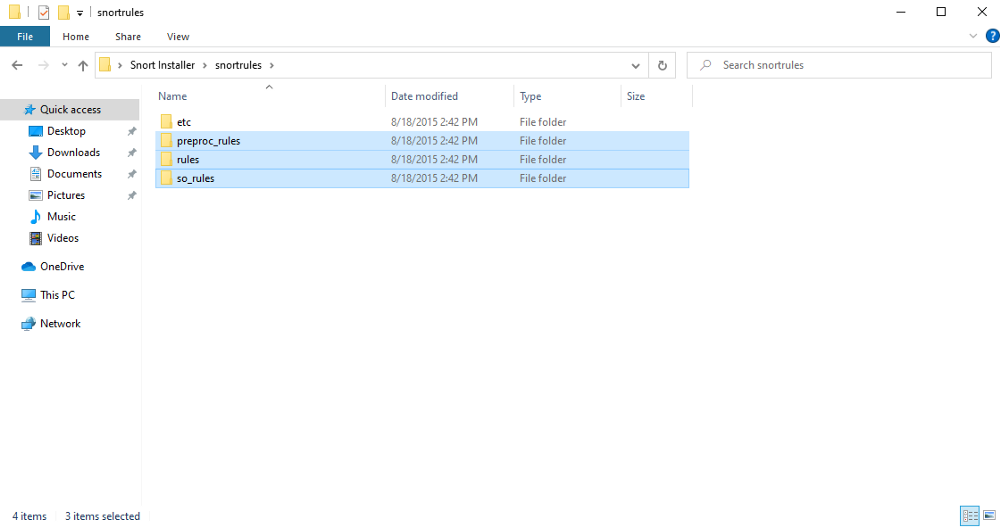 snortrules
File Home Share View
Snort Installer snortrules Search snortrules
Name Date modified Type Size
Quick access
Desktop
Downloads
Documents
Pictures
Music
Videos
OneDrive
This PC
Network
etc 8/18/2015 2:42 PM File folder
preproc_rules 8/18/2015 2:42 PM File folder
rules 8/18/2015 2:42 PM File folder
so_rules 8/18/2015 2:42 PM File folder
4 items 3 items selected